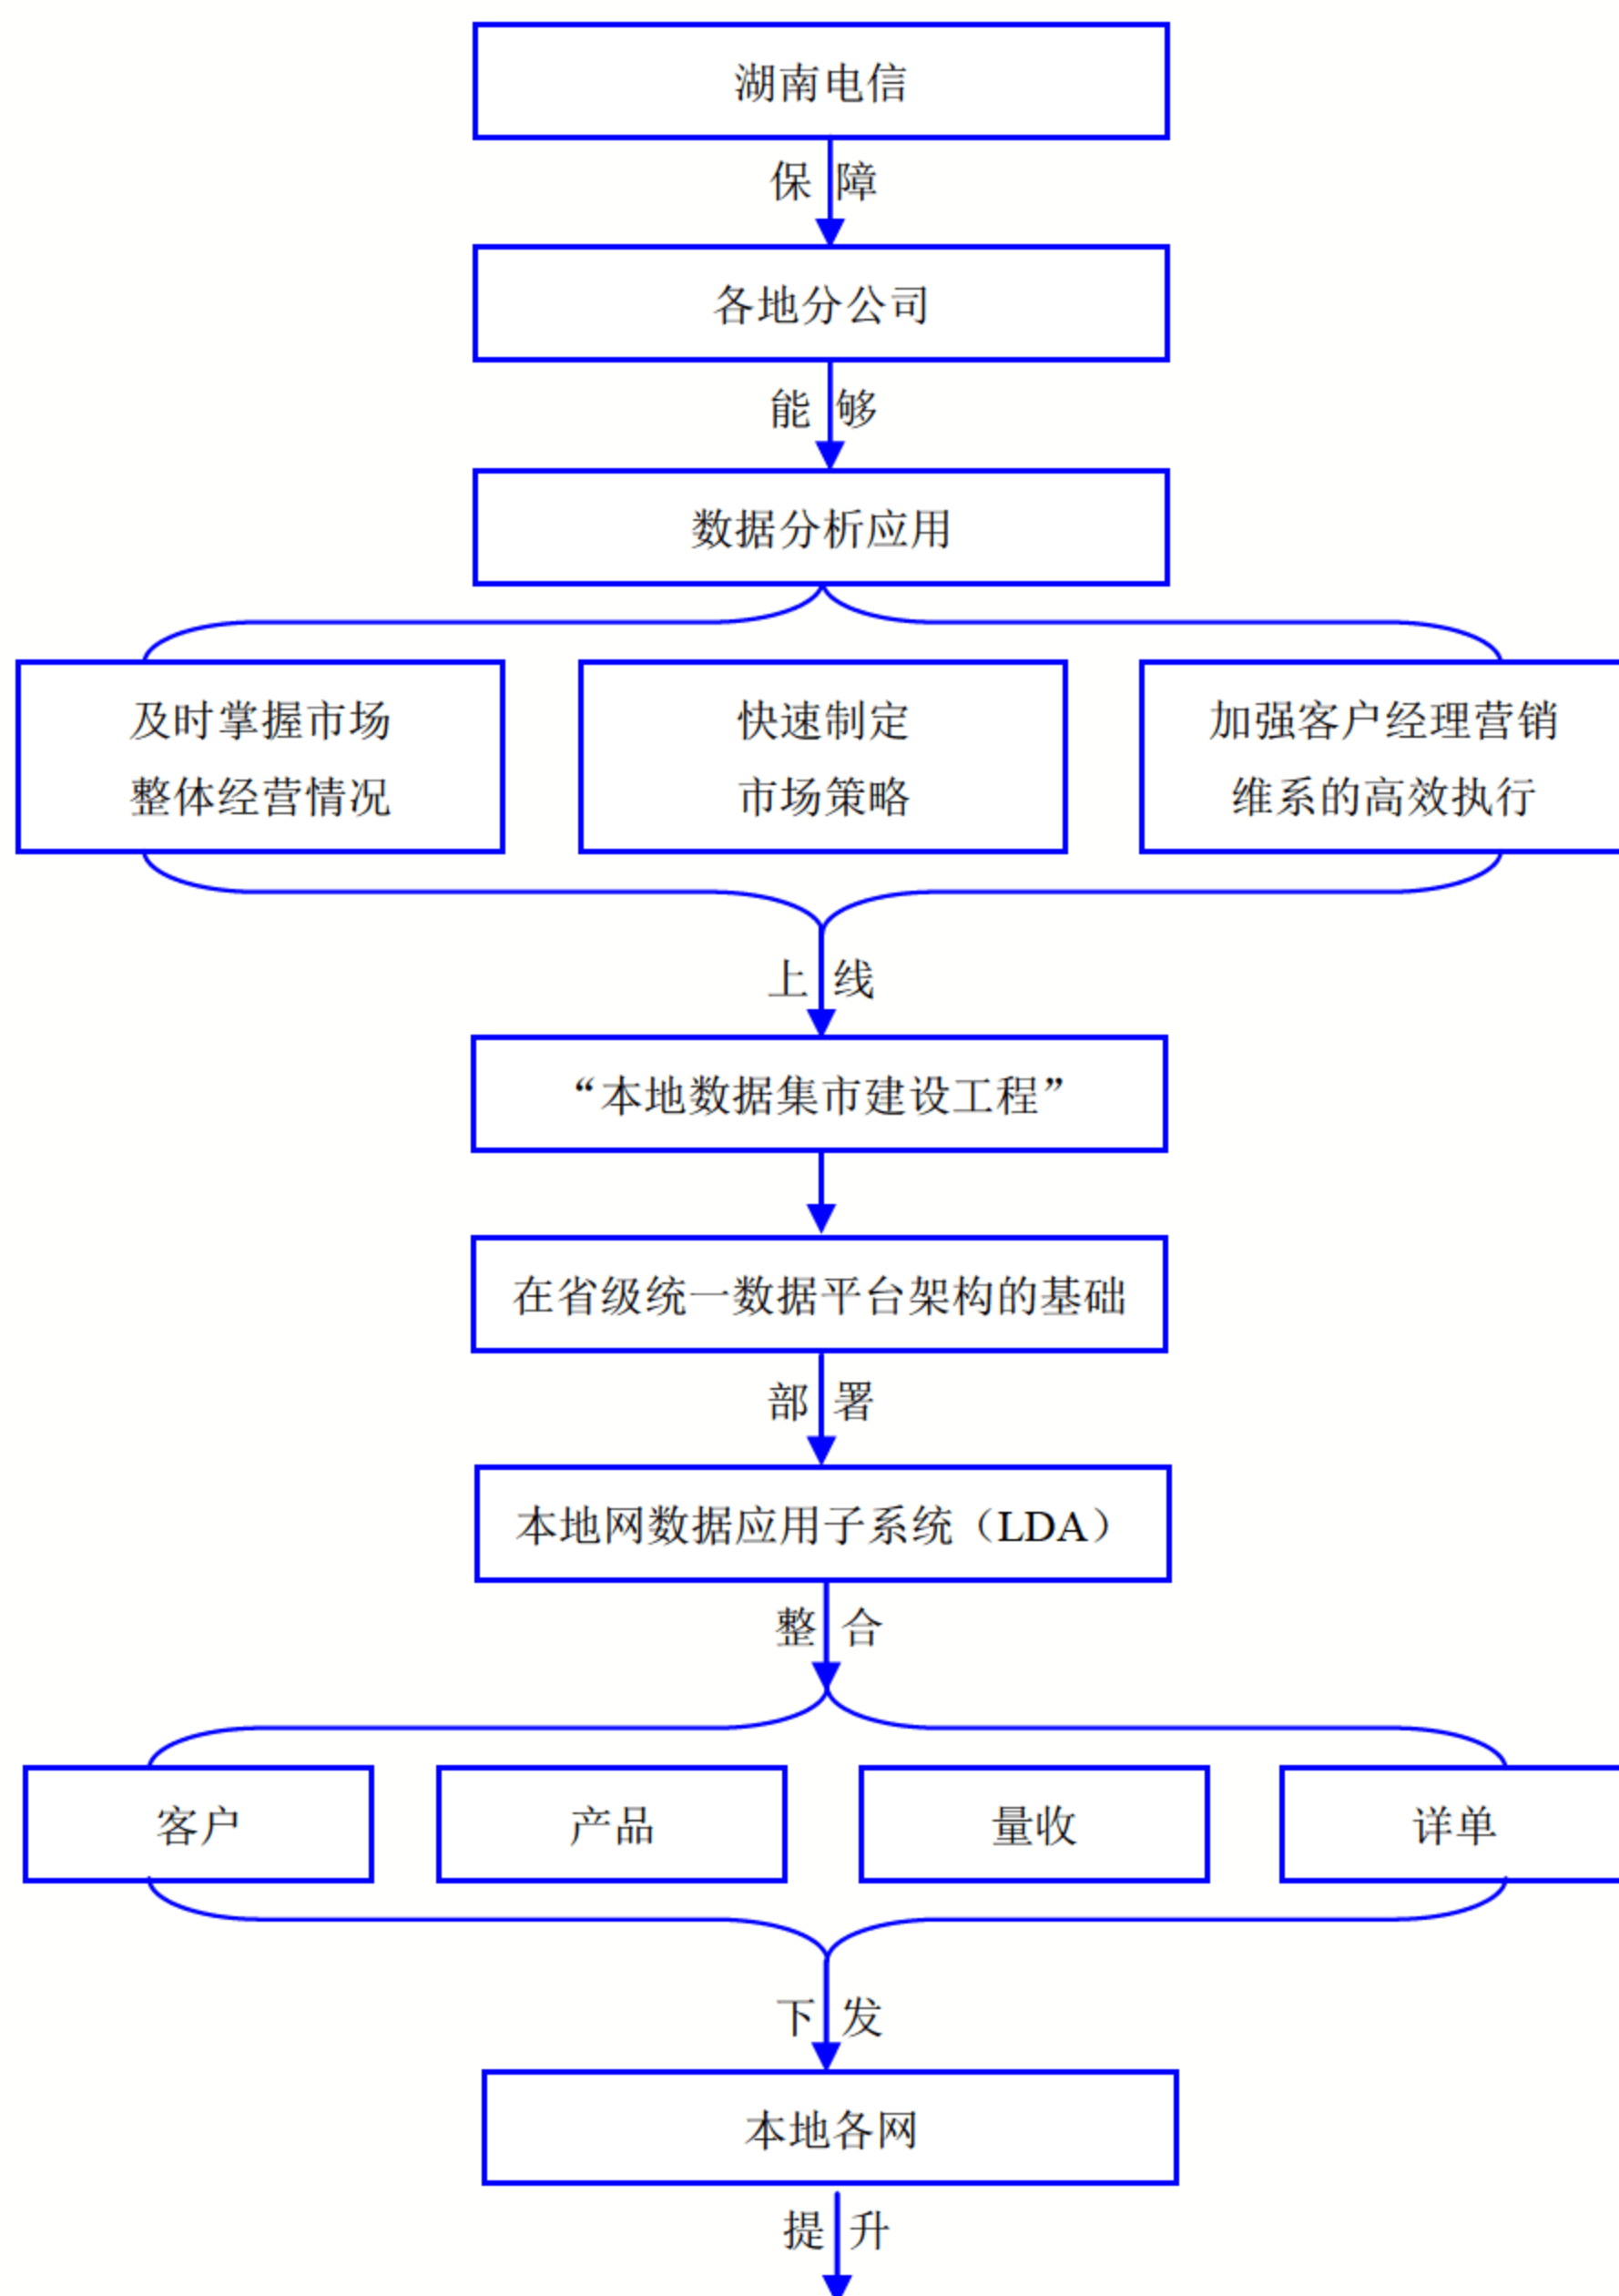 湖南电信
保障
各地分公司
能够
数据分析应用
及时掌握市场
整体经营情况
快速制定
市场策略
加强客户经理营销
维系的高效执行
上线
“本地数据集市建设工程”
在省级统一数据平台架构的基础
部署
本地网数据应用子系统（LDA）
整合
客户
产品
量收
详单
下发
本地各网
提升